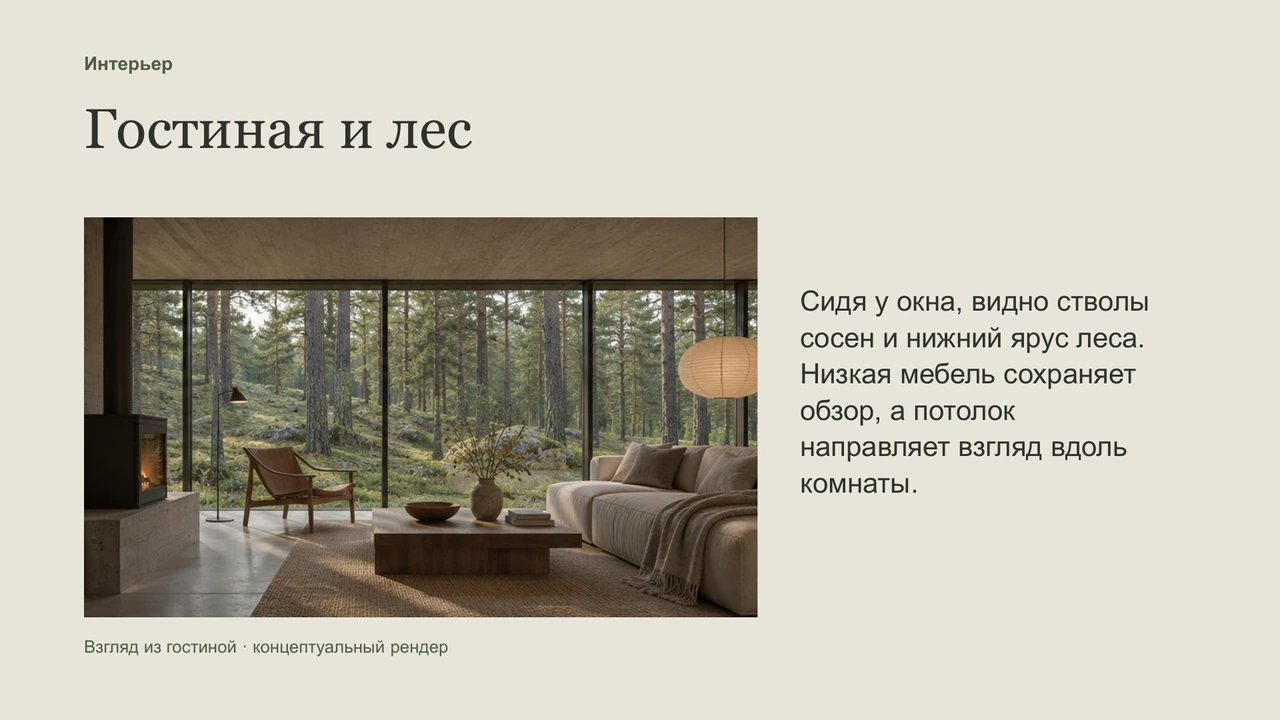 Интерьер
Гостиная и лес
Сидя у окна, видно стволы
сосен и нижний ярус леса.
Низкая мебель сохраняет
обзор, а потолок
направляет взгляд вдоль
комнаты.
Взгляд из гостиной · концептуальный рендер